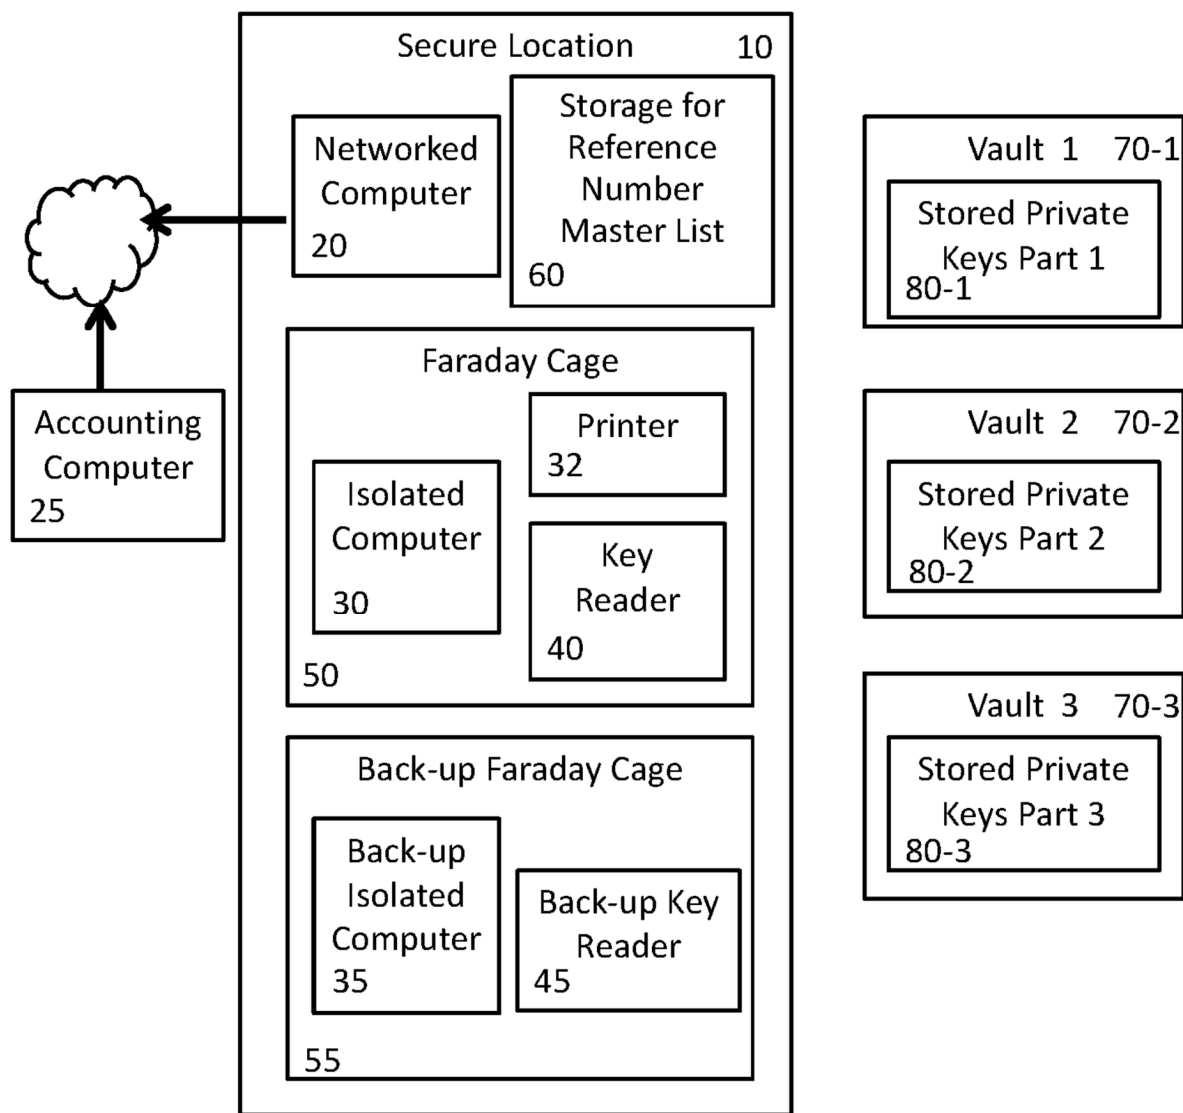 Secure Location 10
Networked
Computer
20
Storage for
Reference
Number
Master List
60
Accounting
Computer
25
Faraday Cage
Printer
32
Isolated
Computer
30
Key
Reader
40
50
Back-up Faraday Cage
Back-up
Isolated
Computer
35
Back-up Key
Reader
45
55
Vault 1 70-1
Stored Private
Keys Part 1
80-1
Vault 2 70-2
Stored Private
Keys Part 2
80-2
Vault 3 70-3
Stored Private
Keys Part 3
80-3